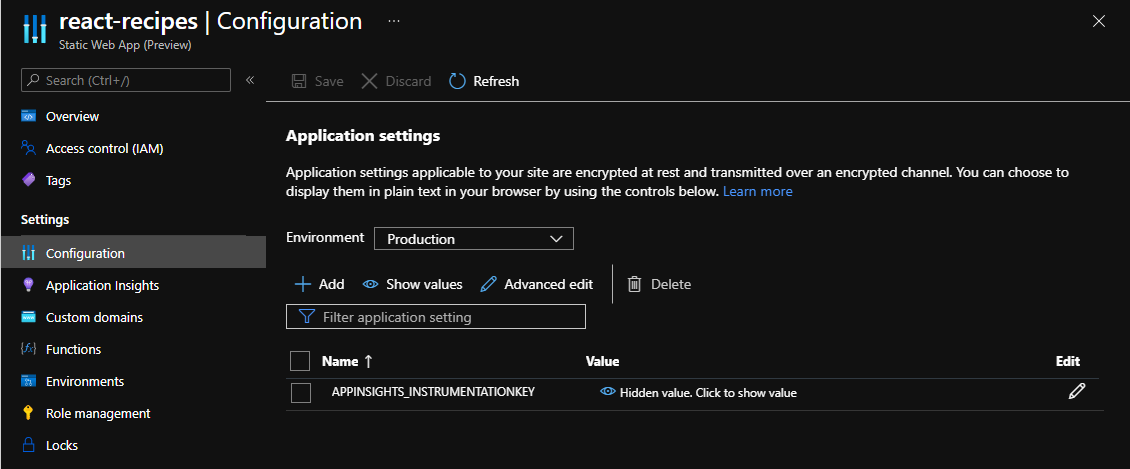 react-recipes | Configuration ...
Static Web App (Preview)
Search (Ctrl+/)
«
Save
Discard
Refresh
Overview
Access control (IAM)
Tags
Settings
Configuration
Application Insights
Custom domains
Functions
Environments
Role management
Locks
Application settings
Application settings applicable to your site are encrypted at rest and transmitted over an encrypted channel. You can choose to
display them in plain text in your browser by using the controls below. Learn more
Environment Production
Add Show values Advanced edit Delete
Filter application setting
Name ↑ Value Edit
APPINSIGHTS_INSTRUMENTATIONKEY Hidden value. Click to show value